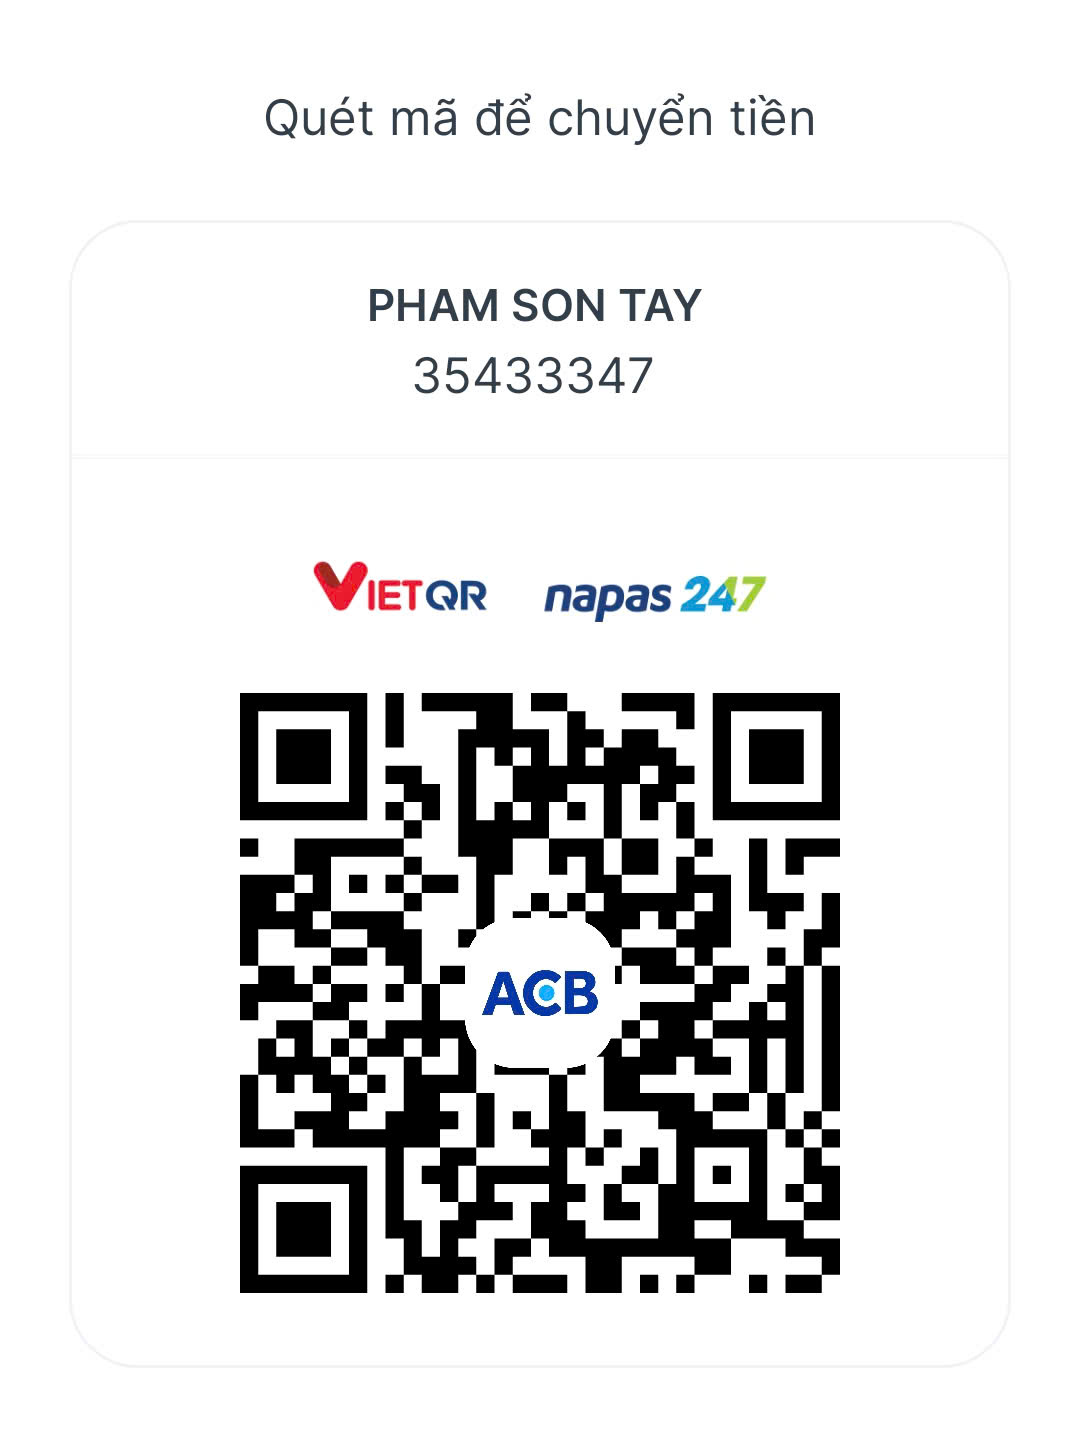 Quét mã để chuyển tiền
PHAM SON TAY
35433347
VIETQR napas 247
ACB